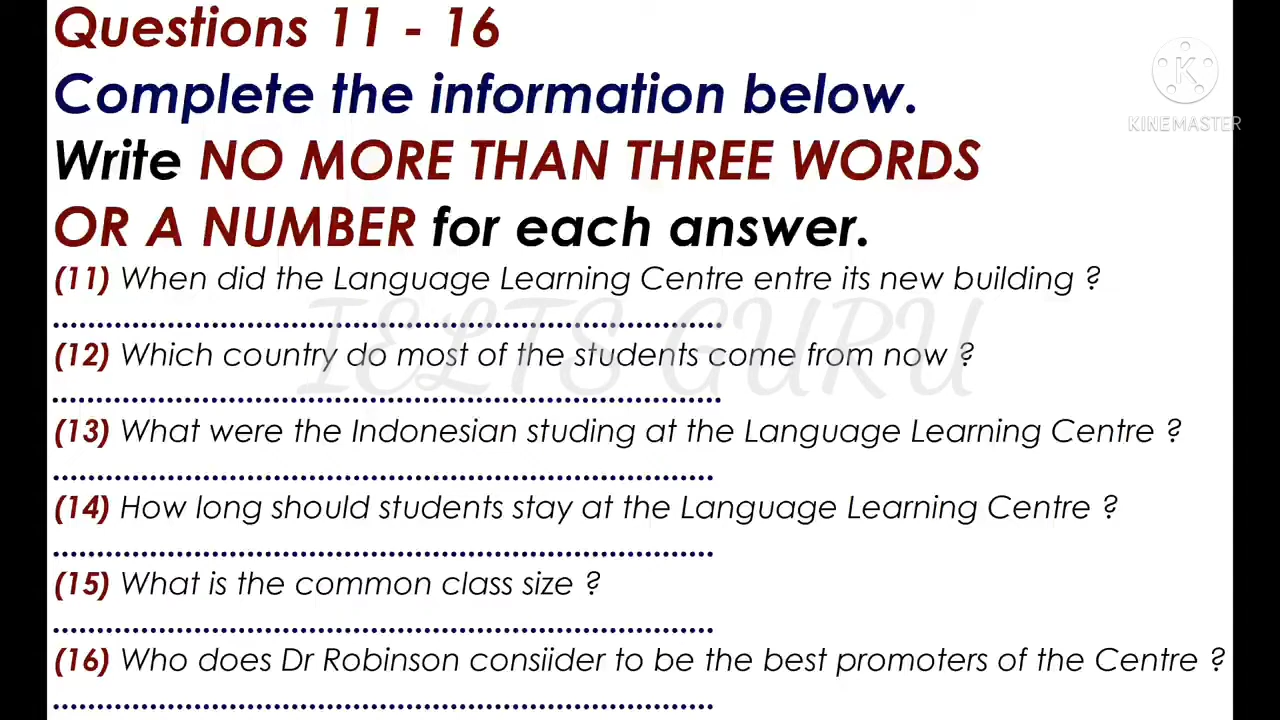 Questions 11 - 16
Complete the information below.
Write NO MORE THAN THREE WORDS
OR A NUMBER for each answer.
(11) When did the Language Learning Centre entre its new building ?
(12) Which country do most of the students come from now ?
(13) What were the Indonesian studing at the Language Learning Centre ?
(14) How long should students stay at the Language Learning Centre ?
(15) What is the common class size ?
(16) Who does Dr Robinson consiider to be the best promoters of the Centre ?
IELTS GURU
K
KINEMASTER